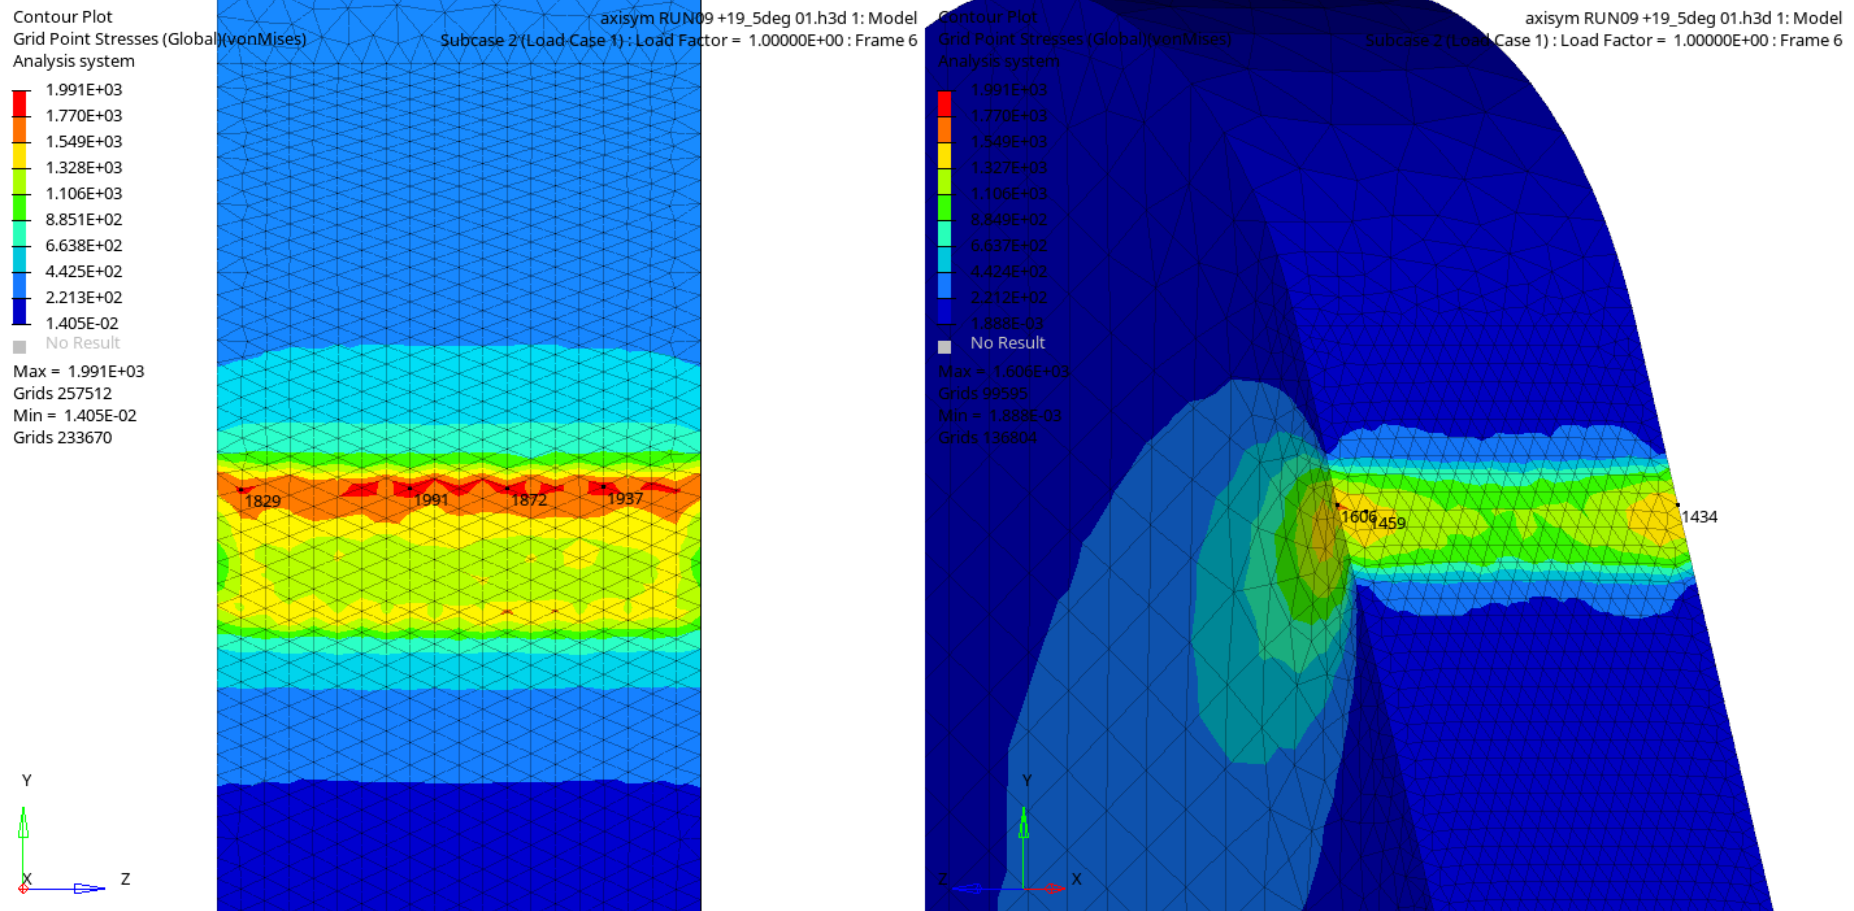 Contour Plot
Grid Point Stresses (Global)(vonMises)
Analysis system
axisym RUN09 +19_5deg 01.h3d 1: Model
Subcase 2 (Load Case 1) : Load Factor = 1.00000E+00 : Frame 6
1.991E+03
1.770E+03
1.549E+03
1.328E+03
1.106E+03
8.851E+02
6.638E+02
4.425E+02
2.213E+02
1.405E-02
No Result
Max = 1.991E+03
Grids 257512
Min = 1.405E-02
Grids 233670
1829
1991
1872
1937
Y
X
Z
Contour Plot
Grid Point Stresses (Global)(vonMises)
Analysis system
axisym RUN09 +19_5deg 01.h3d 1: Model
Subcase 2 (Load Case 1) : Load Factor = 1.00000E+00 : Frame 6
1.991E+03
1.770E+03
1.549E+03
1.327E+03
1.106E+03
8.849E+02
6.637E+02
4.424E+02
2.212E+02
1.888E-03
No Result
Max = 1.606E+03
Grids 99595
Min = 1.888E-03
Grids 136804
1606
1459
1434
Y
Z
X